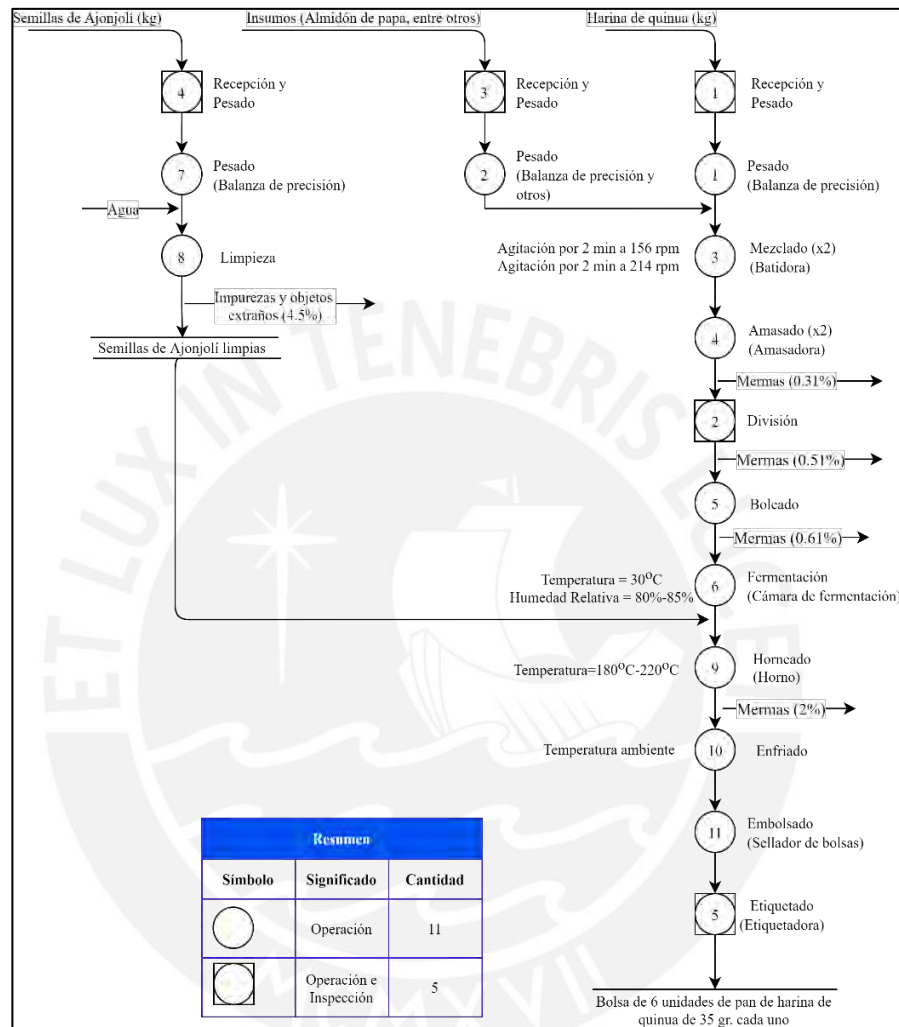 Semillas de Ajonjolí (kg)
Insumos (Almidón de papa, entre otros)
Harina de quinua (kg)
4
Recepción y
Pesado
3
Recepción y
Pesado
1
Recepción y
Pesado
7
Pesado
(Balanza de precisión)
2
Pesado
(Balanza de precisión y
otros)
1
Pesado
(Balanza de precisión)
Agua
8
Limpieza
Agitación por 2 min a 156 rpm
Agitación por 2 min a 214 rpm
3
Mezclado (x2)
(Batidora)
Impurezas y objetos
extraños (4.5%)
Semillas de Ajonjolí limpias
4
Amasado (x2)
(Amasadora)
Mermas (0.31%)
2
División
Mermas (0.51%)
5
Boleado
Mermas (0.61%)
Temperatura = 30°C
Humedad Relativa = 80%-85%
6
Fermentación
(Cámara de fermentación)
Temperatura=180°C-220°C
9
Horneado
(Horno)
Mermas (2%)
Temperatura ambiente
10
Enfriado
11
Embolsado
(Sellador de bolsas)
5
Etiquetado
(Etiquetadora)
Bolsa de 6 unidades de pan de harina de
quinua de 35 gr. cada uno
Resumen
Símbolo
Significado
Cantidad
Operación
11
Operación e
Inspección
5
ET LUX IN TENEBRIS